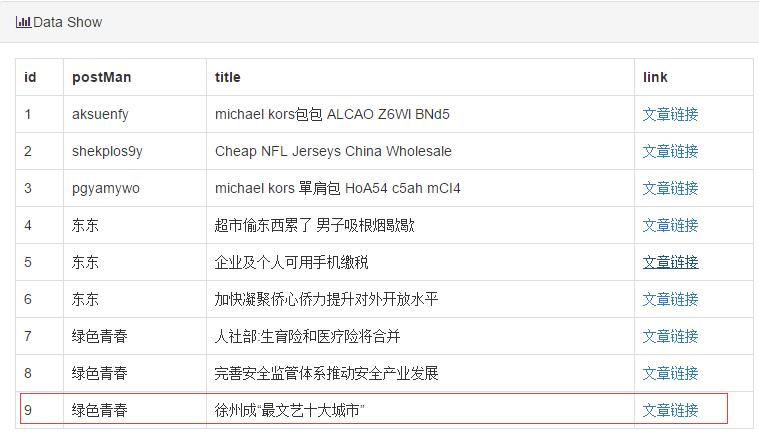 Data Show
id postMan title link
1 aksuenfy michael kors包包 ALCAO Z6WI BNd5 文章链接
2 shekplos9y Cheap NFL Jerseys China Wholesale 文章链接
3 pgyamywo michael kors 單肩包 HoA54 c5ah mCI4 文章链接
4 东东 超市偷东西累了 男子吸根烟歇歇 文章链接
5 东东 企业及个人可用手机缴税 文章链接
6 东东 加快凝聚侨心侨力提升对外开放水平 文章链接
7 绿色青春 人社部:生育险和医疗险将合并 文章链接
8 绿色青春 完善安全监管体系推动安全产业发展 文章链接
9 绿色青春 徐州成“最文艺十大城市” 文章链接